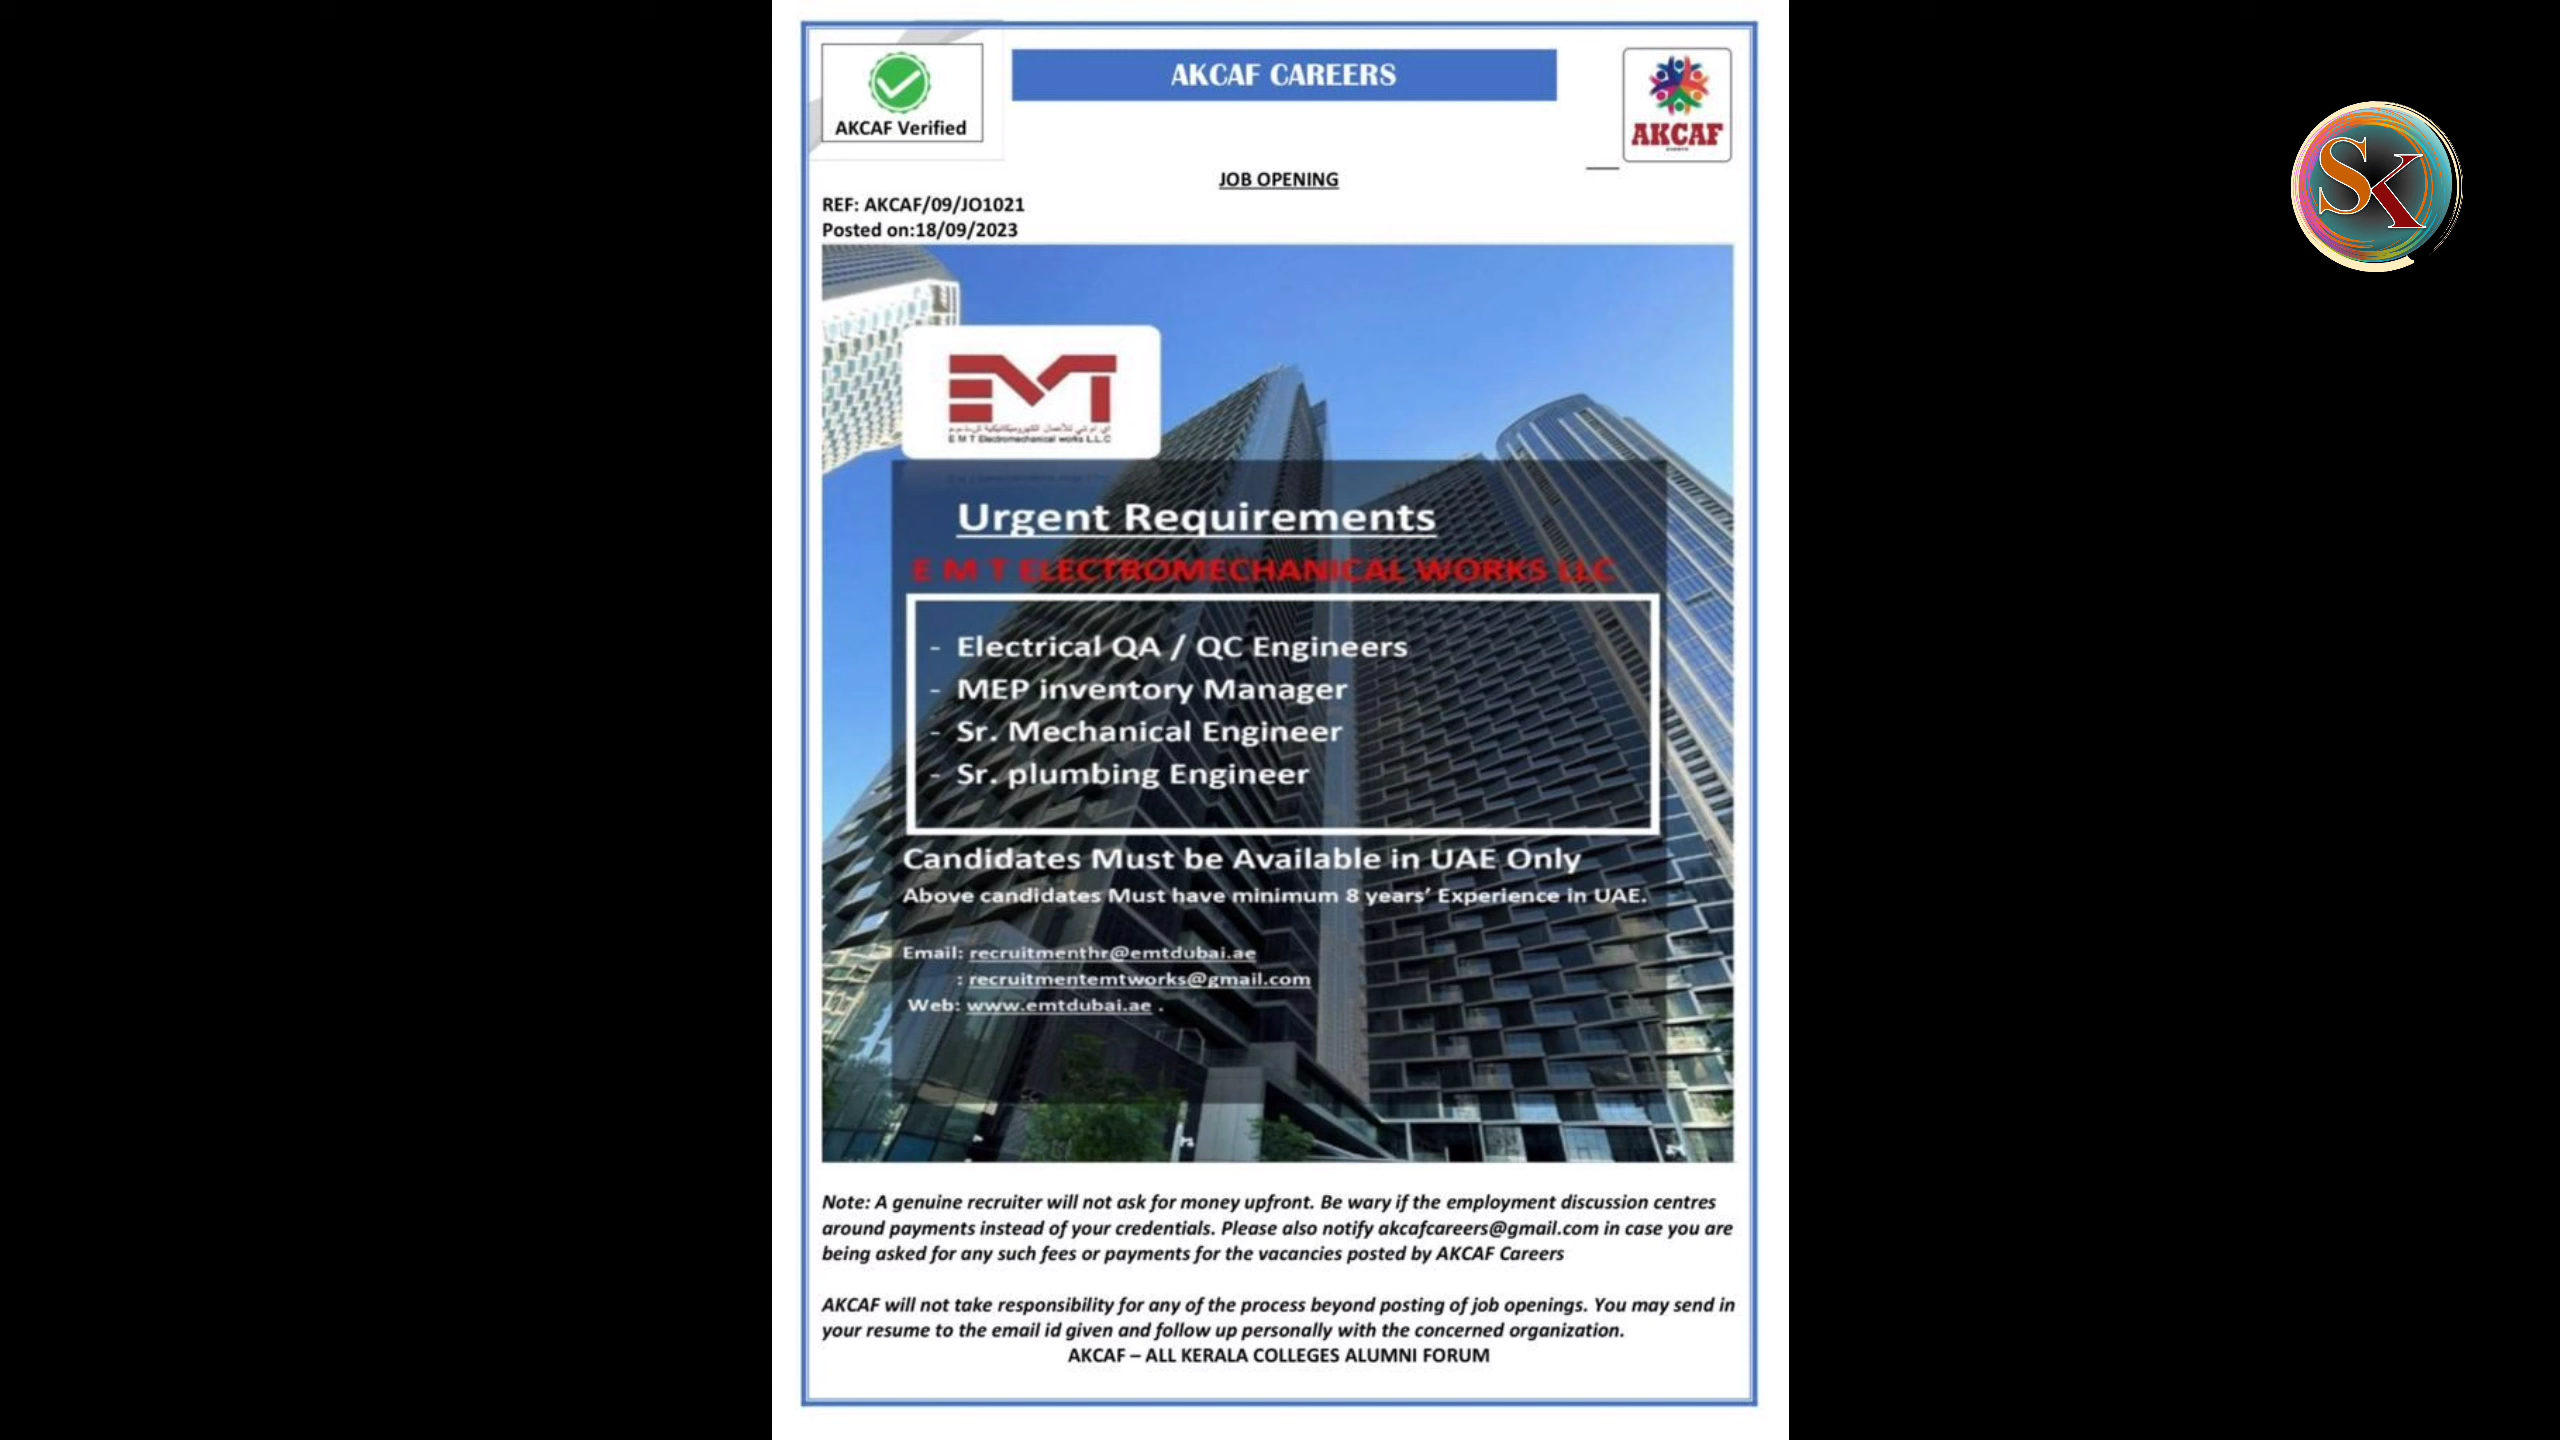 AKCAF Verified
AKCAF CAREERS
AKCAF
SK
JOB OPENING
REF: AKCAF/09/JO1021
Posted on:18/09/2023
EMT
E M T Electromechanical works L.L.C
Urgent Requirements
E M T ELECTROMECHANICAL WORKS LLC
- Electrical QA / QC Engineers
- MEP inventory Manager
- Sr. Mechanical Engineer
- Sr. plumbing Engineer
Candidates Must be Available in UAE Only
Above candidates Must have minimum 8 years’ Experience in UAE.
Email: recruitmenthr@emtdubai.ae
: recruitmentemtworks@gmail.com
Web: www.emtdubai.ae .
Note: A genuine recruiter will not ask for money upfront. Be wary if the employment discussion centres
around payments instead of your credentials. Please also notify akcafcareers@gmail.com in case you are
being asked for any such fees or payments for the vacancies posted by AKCAF Careers
AKCAF will not take responsibility for any of the process beyond posting of job openings. You may send in
your resume to the email id given and follow up personally with the concerned organization.
AKCAF – ALL KERALA COLLEGES ALUMNI FORUM